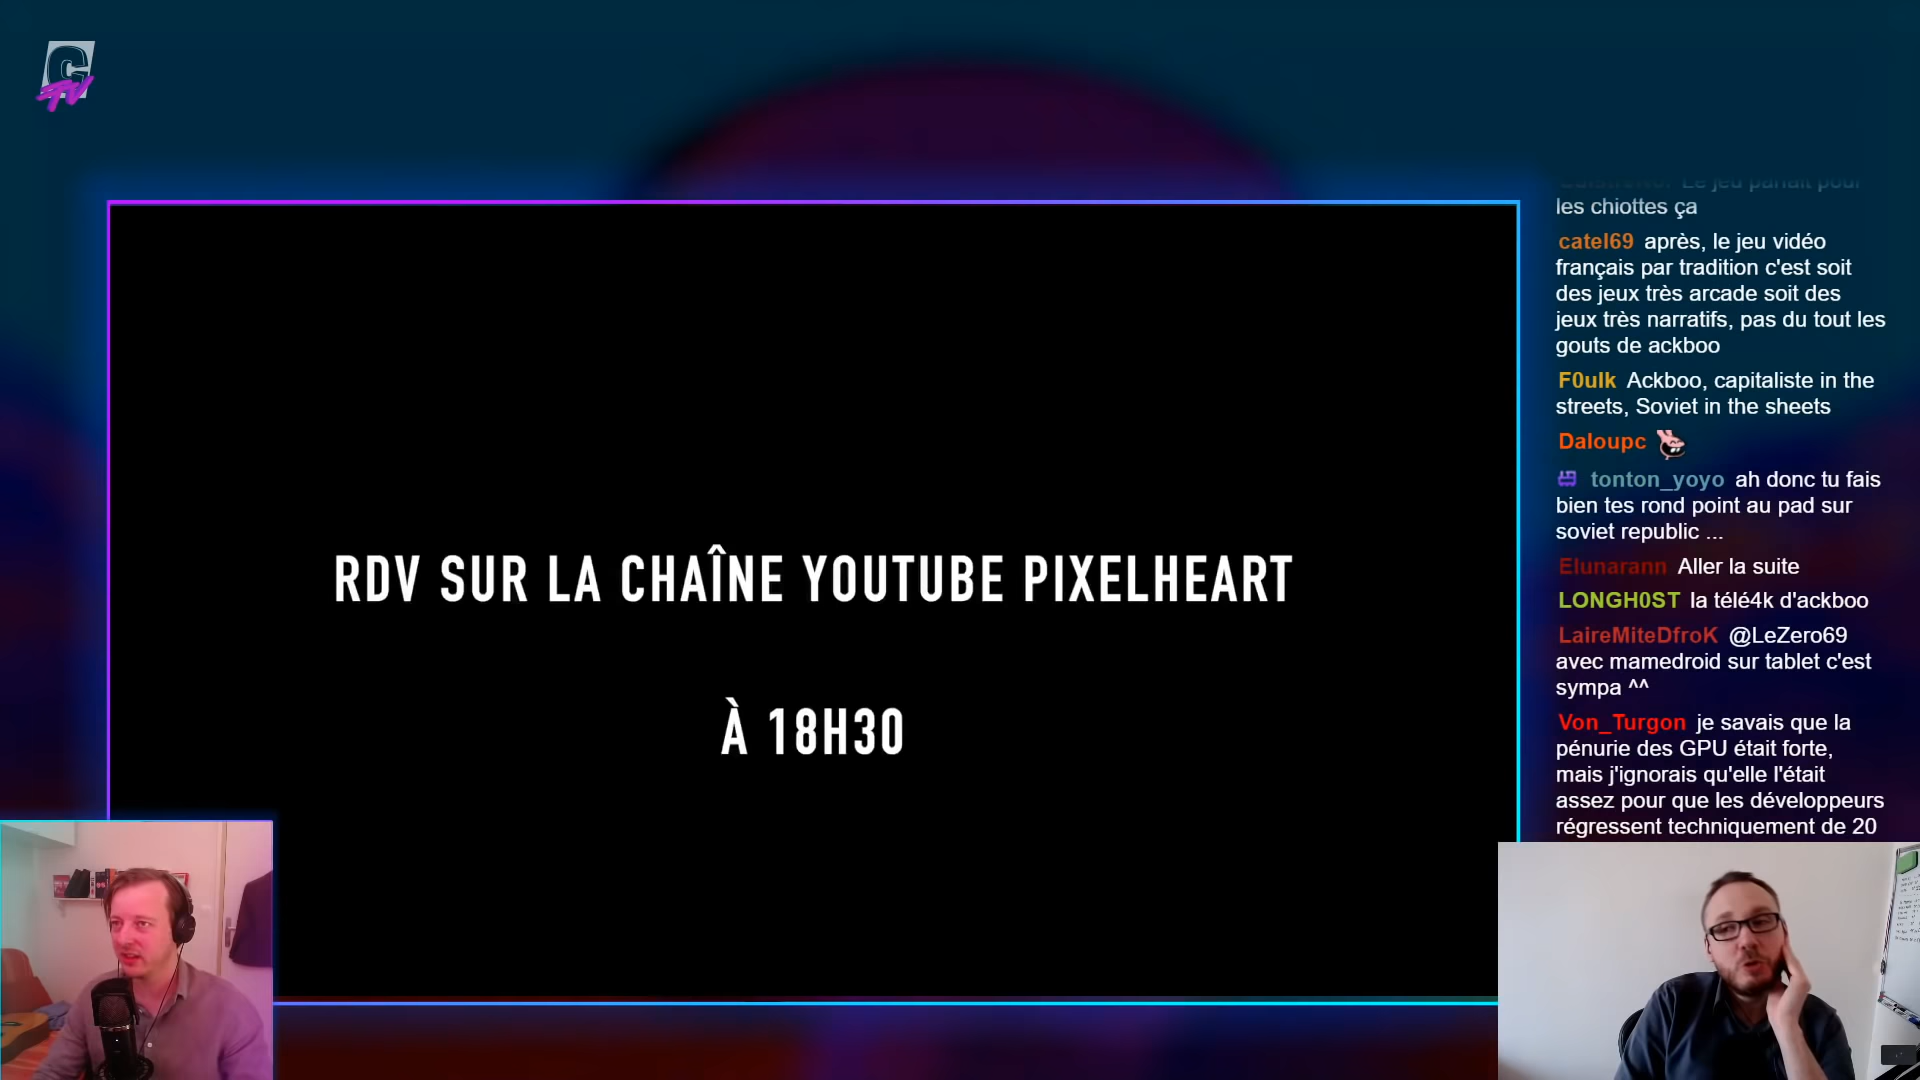 C
TV
RDV SUR LA CHAÎNE YOUTUBE PIXELHEART
À 18H30
Le jeu parfait pour
les chiottes ça
catel69 après, le jeu vidéo
français par tradition c'est soit
des jeux très arcade soit des
jeux très narratifs, pas du tout les
gouts de ackboo
F0ulk Ackboo, capitaliste in the
streets, Soviet in the sheets
Daloupc
tonton_yoyo ah donc tu fais
bien tes rond point au pad sur
soviet republic ...
Elunarann Aller la suite
LONGH0ST la télé4k d'ackboo
LaireMiteDfroK @LeZero69
avec mamedroid sur tablet c'est
sympa ^^
Von_Turgon je savais que la
pénurie des GPU était forte,
mais j'ignorais qu'elle l'était
assez pour que les développeurs
régressent techniquement de 20